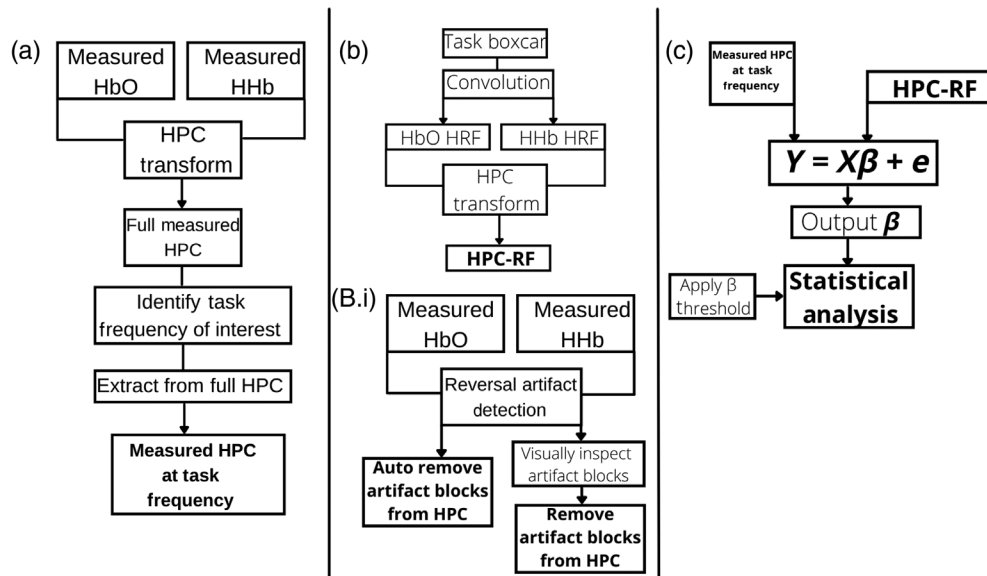 (a)
Measured
HbO
Measured
HHb
HPC
transform
Full measured
HPC
Identify task
frequency of interest
Extract from full HPC
Measured HPC
at task
frequency
(b)
Task boxcar
Convolution
HbO HRF
HHb HRF
HPC
transform
HPC-RF
(B.i)
Measured
HbO
Measured
HHb
Reversal artifact
detection
Auto remove
artifact blocks
from HPC
Visually inspect
artifact blocks
Remove
artifact blocks
from HPC
(c)
Measured HPC
at task
frequency
HPC-RF
Y = Xβ + e
Output β
Apply β
threshold
Statistical
analysis